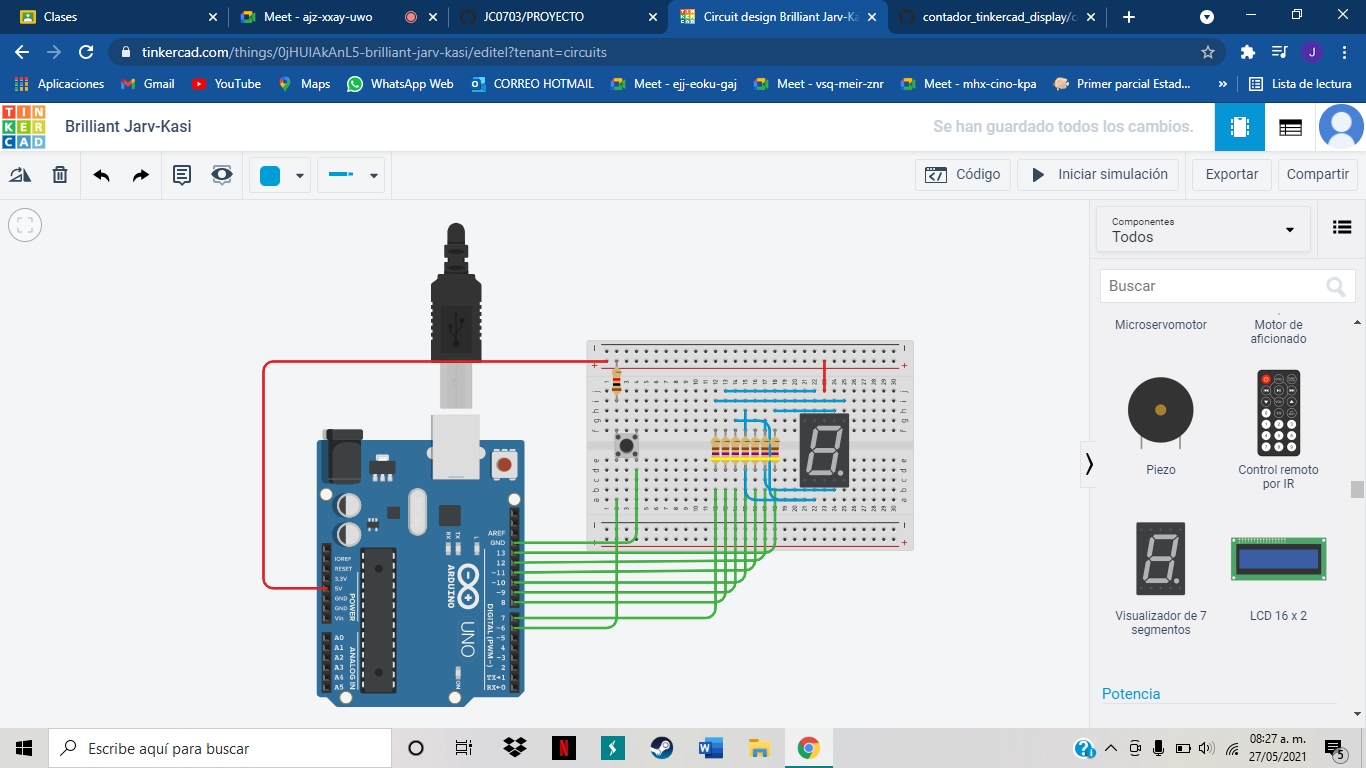 Clases
Meet - ajz-xxay-uwo
JC0703/PROYECTO
Circuit design Brilliant Jarv-Ka
contador_tinkercad_display/c
tinkercad.com/things/0jHUlAkAnL5-brilliant-jarv-kasi/editel?tenant=circuits
J
Aplicaciones
Gmail
YouTube
Maps
WhatsApp Web
CORREO HOTMAIL
Meet - ejj-eoku-gaj
Meet - vsq-meir-znr
Meet - mhx-cino-kpa
Primer parcial Estad...
»
Lista de lectura
TIN
KER
CAD
Brilliant Jarv-Kasi
Se han guardado todos los cambios.
Código
Iniciar simulación
Exportar
Compartir
Componentes
Todos
Buscar
Microservomotor
Motor de
aficionado
Piezo
Control remoto
por IR
Visualizador de 7
segmentos
LCD 16 x 2
Potencia
AREF
GND
13
12
~11
~10
~9
8
7
~6
~5
4
~3
2
TX→1
RX←0
DIGITAL (PWM~)
ARDUINO
UNO
TX
RX
L
ON
IOREF
RESET
3.3V
5V
GND
GND
Vin
POWER
A0
A1
A2
A3
A4
A5
ANALOG IN
Escribe aquí para buscar
08:27 a. m.
27/05/2021
5